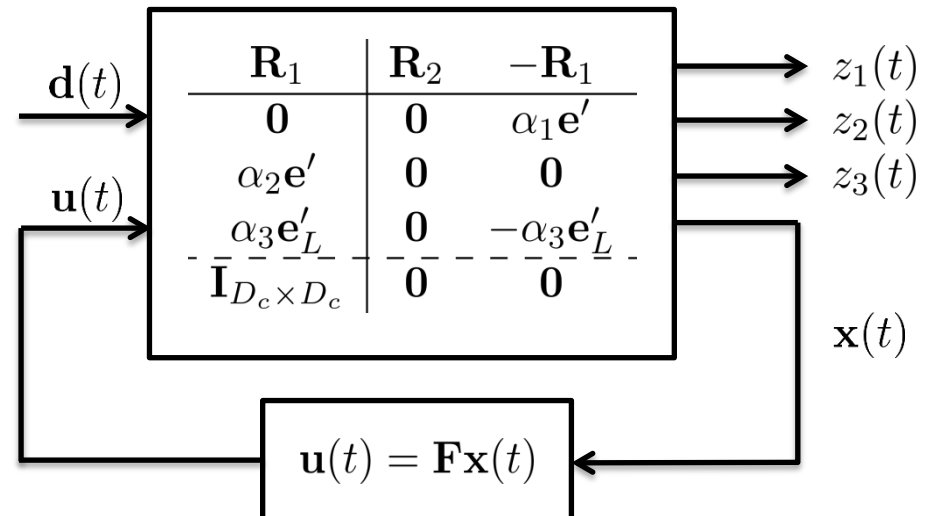 𝐝(t)
𝐮(t)
𝐑₁ 𝐑₂ −𝐑₁
𝟎 𝟎 α₁𝐞′
α₂𝐞′ 𝟎 𝟎
α₃𝐞′_L 𝟎 −α₃𝐞′_L
𝐈_{D_c×D_c} 𝟎 𝟎
z₁(t)
z₂(t)
z₃(t)
𝐱(t)
𝐮(t) = 𝐅𝐱(t)